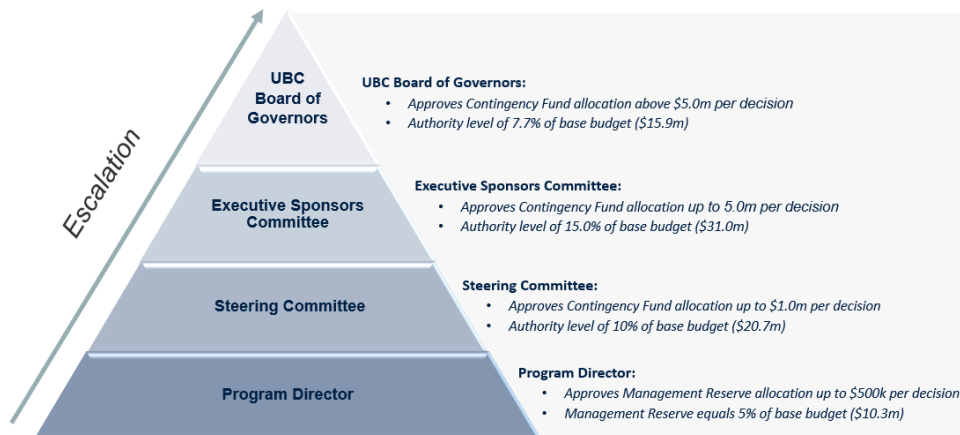 Escalation
UBC
Board of
Governors
UBC Board of Governors:
• Approves Contingency Fund allocation above $5.0m per decision
• Authority level of 7.7% of base budget ($15.9m)
Executive Sponsors
Committee
Executive Sponsors Committee:
• Approves Contingency Fund allocation up to 5.0m per decision
• Authority level of 15.0% of base budget ($31.0m)
Steering Committee
Steering Committee:
• Approves Contingency Fund allocation up to $1.0m per decision
• Authority level of 10% of base budget ($20.7m)
Program Director
Program Director:
• Approves Management Reserve allocation up to $500k per decision
• Management Reserve equals 5% of base budget ($10.3m)